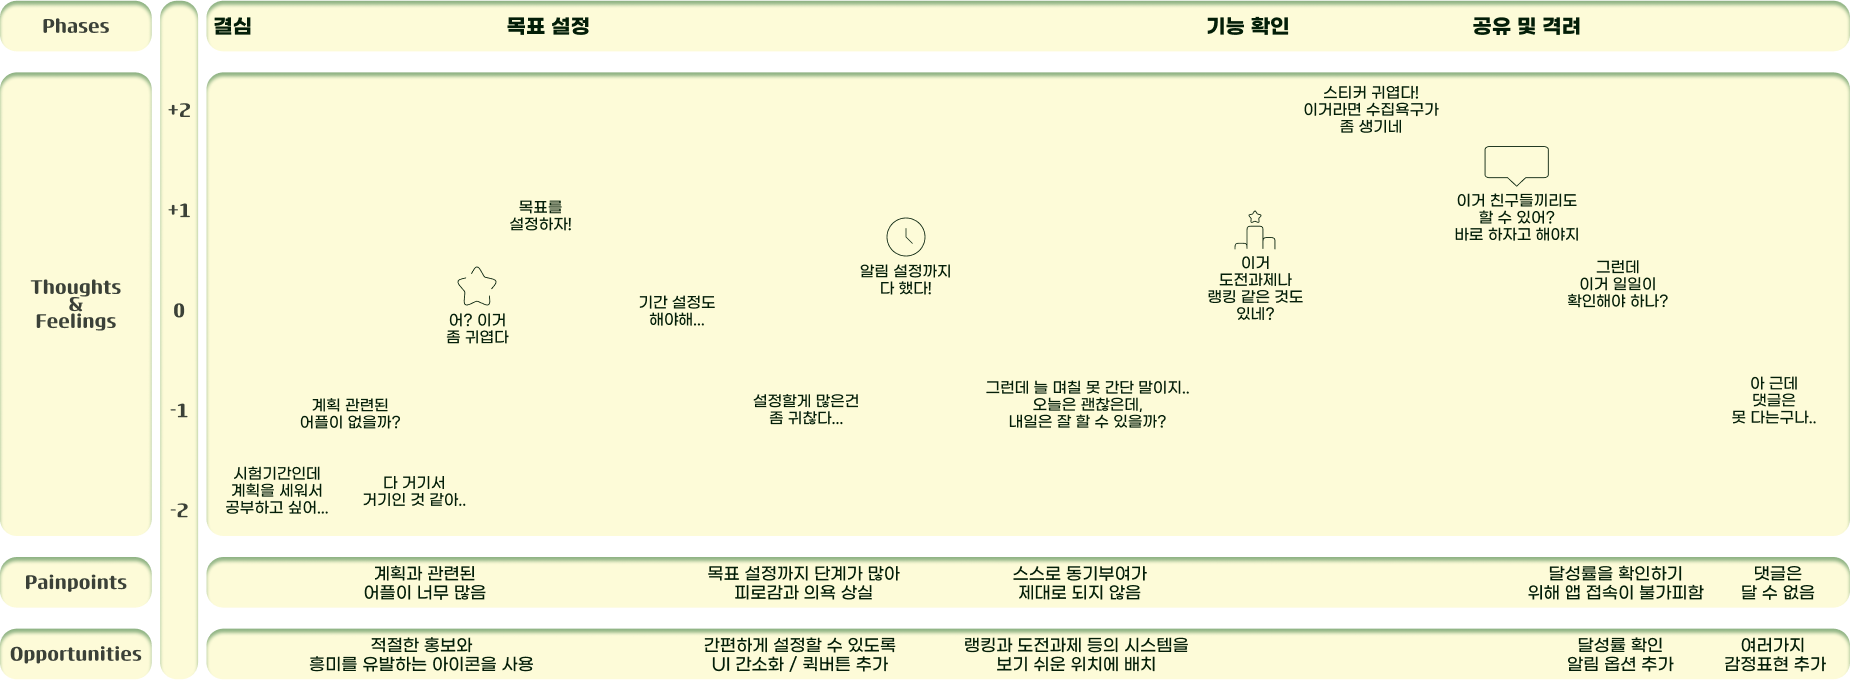 Phases
결심
목표 설정
기능 확인
공유 및 격려
Thoughts
&
Feelings
+2
+1
0
-1
-2
시험기간인데
계획을 세워서
공부하고 싶어...
계획 관련된
어플이 없을까?
다 거기서
거기인 것 같아..
어? 이거
좀 귀엽다
목표를
설정하자!
기간 설정도
해야해...
설정할게 많은건
좀 귀찮다...
알림 설정까지
다 했다!
그런데 늘 며칠 못 간단 말이지..
오늘은 괜찮은데,
내일은 잘 할 수 있을까?
이거
도전과제나
랭킹 같은 것도
있네?
스티커 귀엽다!
이거라면 수집욕구가
좀 생기네
이거 친구들끼리도
할 수 있어?
바로 하자고 해야지
그런데
이거 일일이
확인해야 하나?
아 근데
댓글은
못 다는구나..
Painpoints
계획과 관련된
어플이 너무 많음
목표 설정까지 단계가 많아
피로감과 의욕 상실
스스로 동기부여가
제대로 되지 않음
달성률을 확인하기
위해 앱 접속이 불가피함
댓글은
달 수 없음
Opportunities
적절한 홍보와
흥미를 유발하는 아이콘을 사용
간편하게 설정할 수 있도록
UI 간소화 / 퀵버튼 추가
랭킹과 도전과제 등의 시스템을
보기 쉬운 위치에 배치
달성률 확인
알림 옵션 추가
여러가지
감정표현 추가